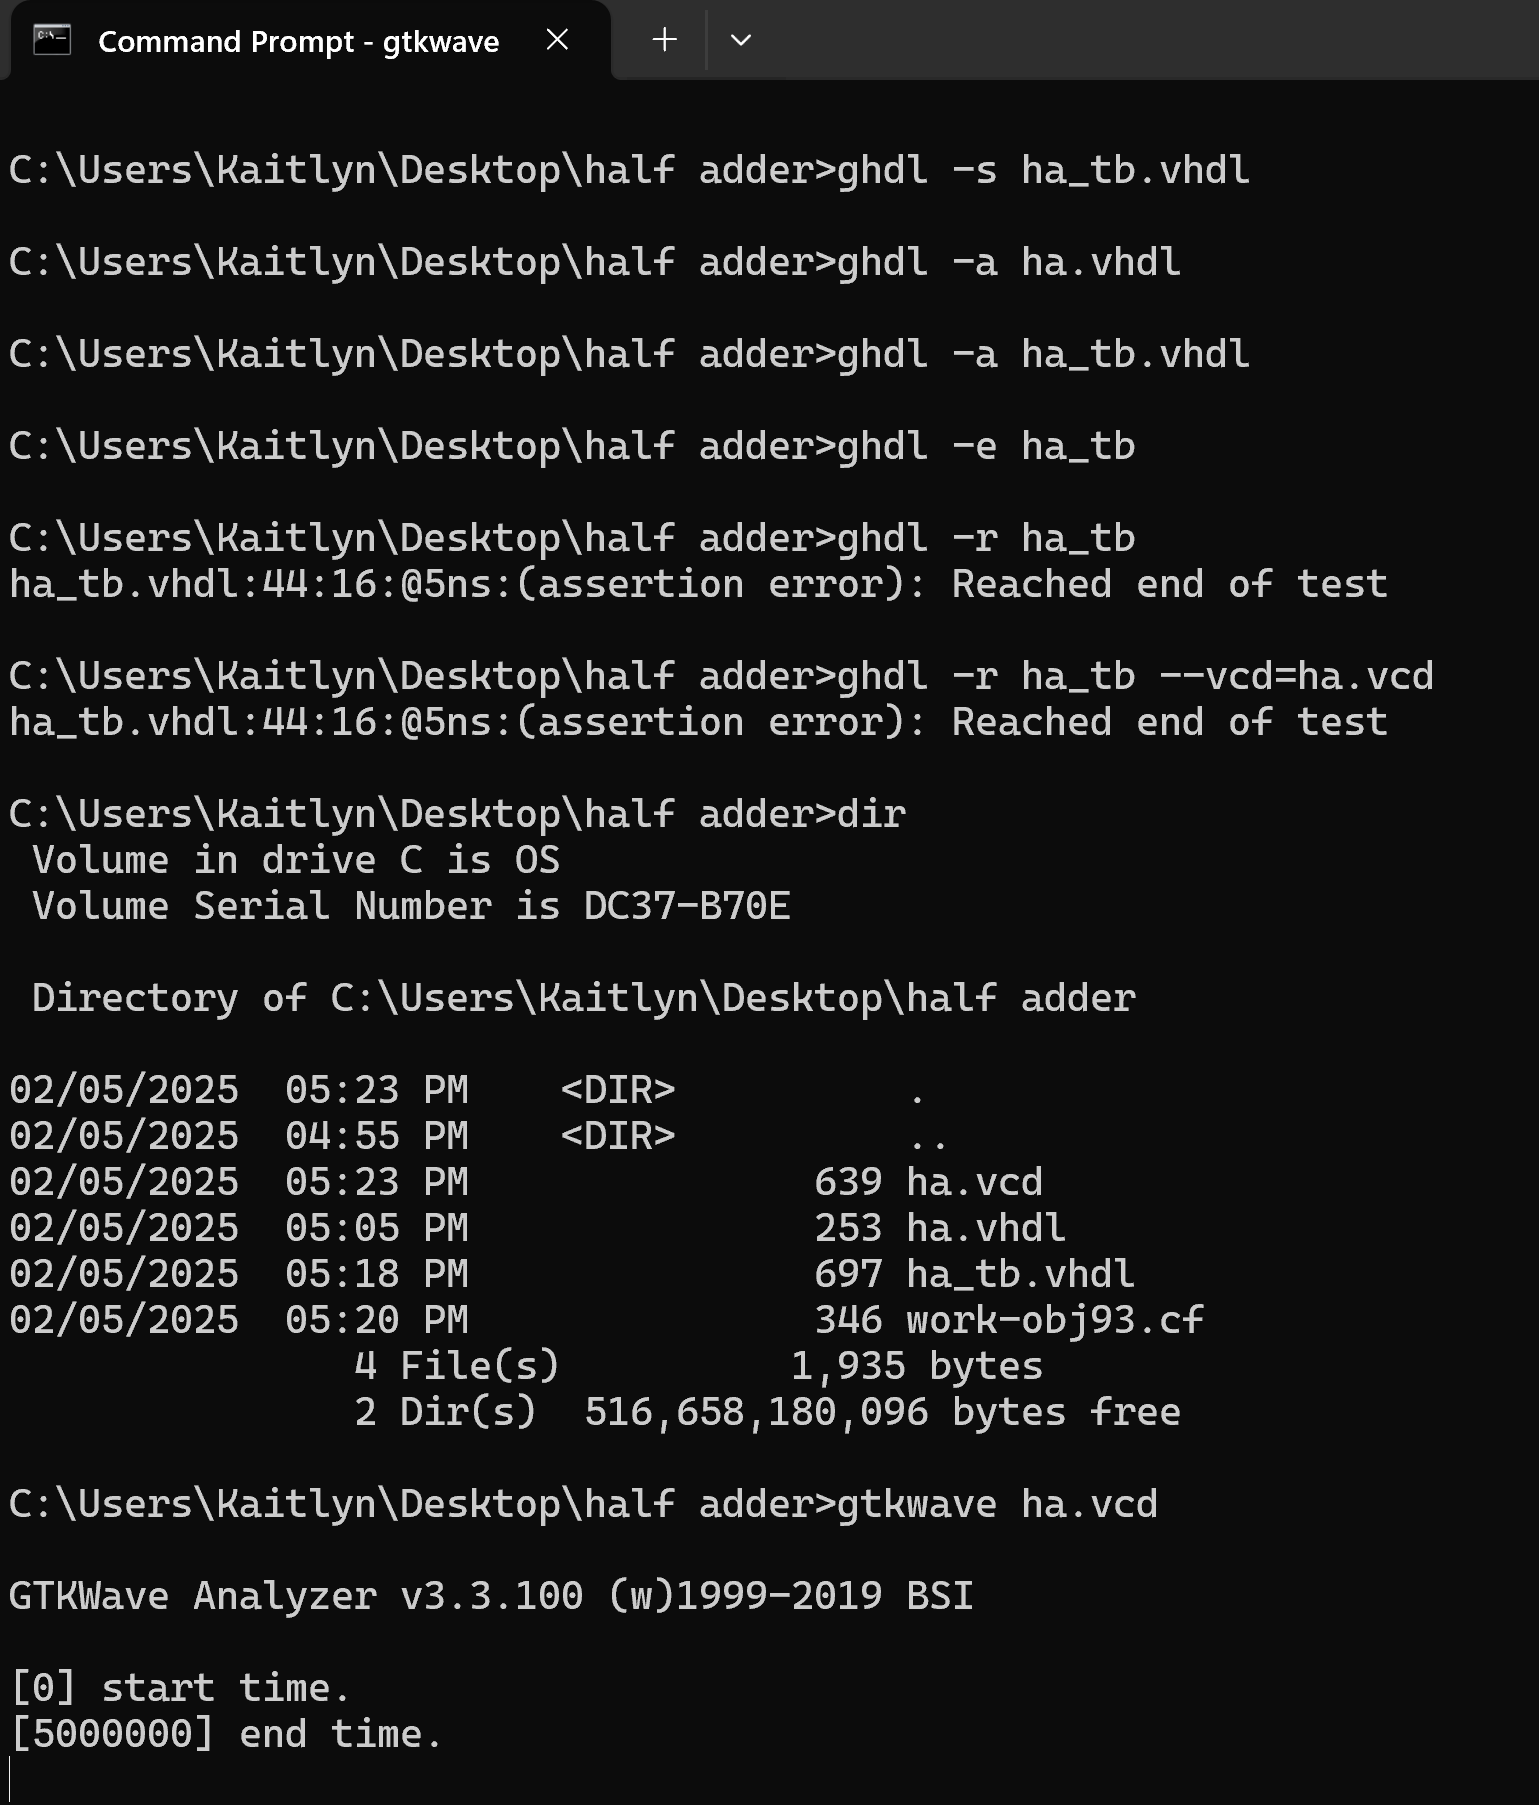 Command Prompt - gtkwave
C:\Users\Kaitlyn\Desktop\half adder>ghdl -s ha_tb.vhdl
C:\Users\Kaitlyn\Desktop\half adder>ghdl -a ha.vhdl
C:\Users\Kaitlyn\Desktop\half adder>ghdl -a ha_tb.vhdl
C:\Users\Kaitlyn\Desktop\half adder>ghdl -e ha_tb
C:\Users\Kaitlyn\Desktop\half adder>ghdl -r ha_tb
ha_tb.vhdl:44:16:@5ns:(assertion error): Reached end of test
C:\Users\Kaitlyn\Desktop\half adder>ghdl -r ha_tb --vcd=ha.vcd
ha_tb.vhdl:44:16:@5ns:(assertion error): Reached end of test
C:\Users\Kaitlyn\Desktop\half adder>dir
 Volume in drive C is OS
 Volume Serial Number is DC37-B70E
 Directory of C:\Users\Kaitlyn\Desktop\half adder
02/05/2025  05:23 PM    <DIR>          .
02/05/2025  04:55 PM    <DIR>          ..
02/05/2025  05:23 PM               639 ha.vcd
02/05/2025  05:05 PM               253 ha.vhdl
02/05/2025  05:18 PM               697 ha_tb.vhdl
02/05/2025  05:20 PM               346 work-obj93.cf
               4 File(s)          1,935 bytes
               2 Dir(s)  516,658,180,096 bytes free
C:\Users\Kaitlyn\Desktop\half adder>gtkwave ha.vcd
GTKWave Analyzer v3.3.100 (w)1999-2019 BSI
[0] start time.
[5000000] end time.